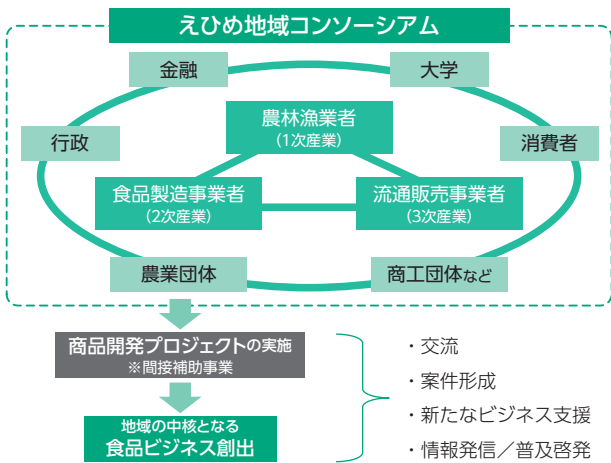 えひめ地域コンソーシアム
金融
大学
農林漁業者
(1次産業)
行政
消費者
食品製造事業者
(2次産業)
流通販売事業者
(3次産業)
農業団体
商工団体など
商品開発プロジェクトの実施
※間接補助事業
地域の中核となる
食品ビジネス創出
・交流
・案件形成
・新たなビジネス支援
・情報発信／普及啓発